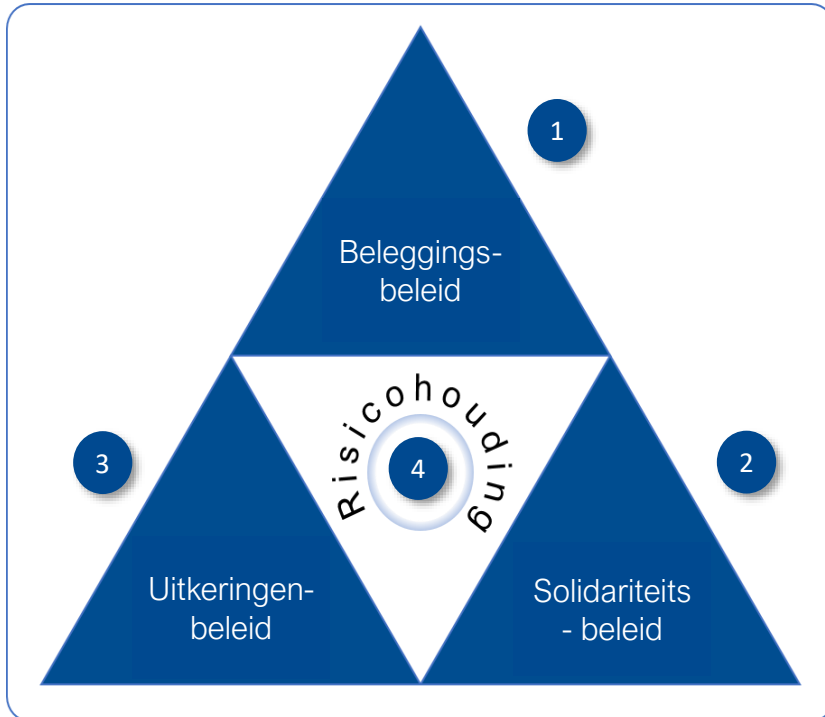 1
Beleggings-
beleid
Risicohouding
4
3
2
Uitkeringen-
beleid
Solidariteits
- beleid